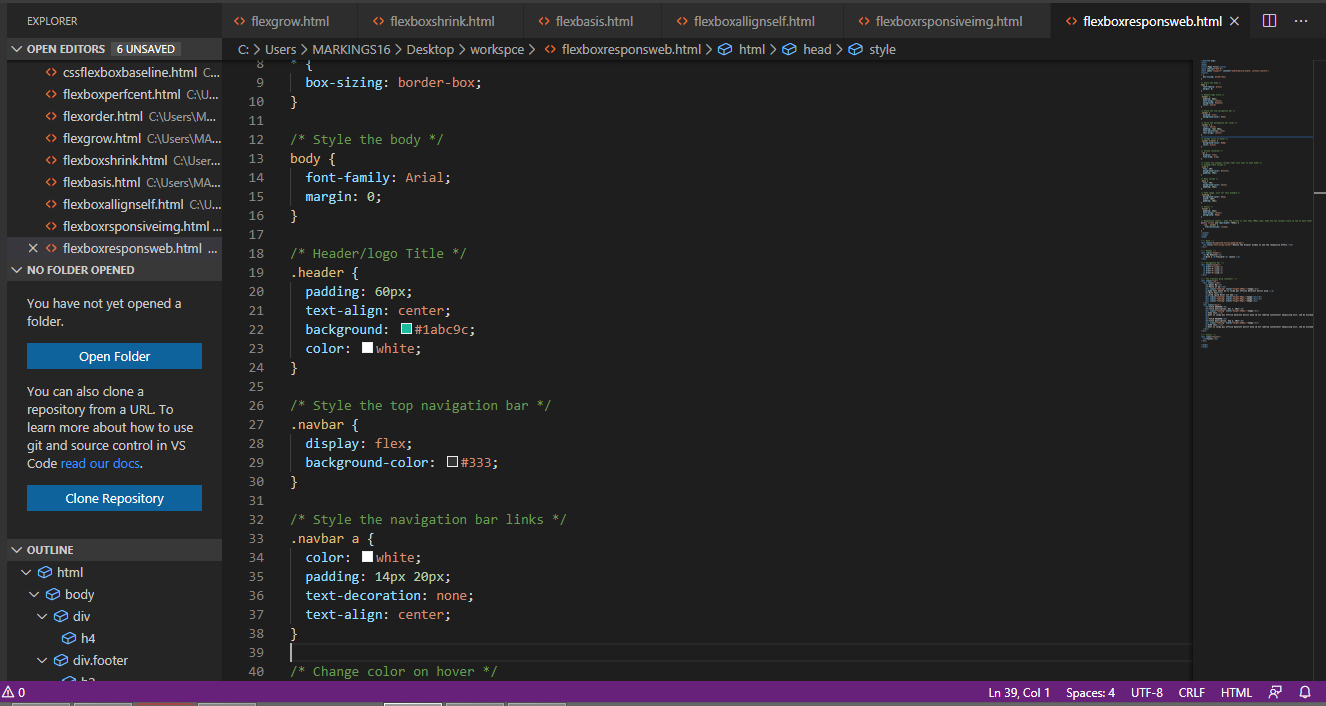 EXPLORER
OPEN EDITORS 6 UNSAVED
cssflexboxbaseline.html C...
flexboxperfcent.html C:\U...
flexorder.html C:\Users\M...
flexgrow.html C:\Users\MA...
flexboxshrink.html C:\User...
flexbasis.html C:\Users\MA...
flexboxallignself.html C:\U...
flexboxrsponsiveimg.html ...
flexboxresponsweb.html ...
NO FOLDER OPENED
You have not yet opened a
folder.
Open Folder
You can also clone a
repository from a URL. To
learn more about how to use
git and source control in VS
Code read our docs.
Clone Repository
OUTLINE
html
body
div
h4
div.footer
flexgrow.html flexboxshrink.html flexbasis.html flexboxallignself.html flexboxrsponsiveimg.html flexboxresponsweb.html
C: > Users > MARKINGS16 > Desktop > workspce > flexboxresponsweb.html > html > head > style
8 * {
9 box-sizing: border-box;
10 }
11
12 /* Style the body */
13 body {
14 font-family: Arial;
15 margin: 0;
16 }
17
18 /* Header/logo Title */
19 .header {
20 padding: 60px;
21 text-align: center;
22 background: #1abc9c;
23 color: white;
24 }
25
26 /* Style the top navigation bar */
27 .navbar {
28 display: flex;
29 background-color: #333;
30 }
31
32 /* Style the navigation bar links */
33 .navbar a {
34 color: white;
35 padding: 14px 20px;
36 text-decoration: none;
37 text-align: center;
38 }
39
40 /* Change color on hover */
0
Ln 39, Col 1 Spaces: 4 UTF-8 CRLF HTML